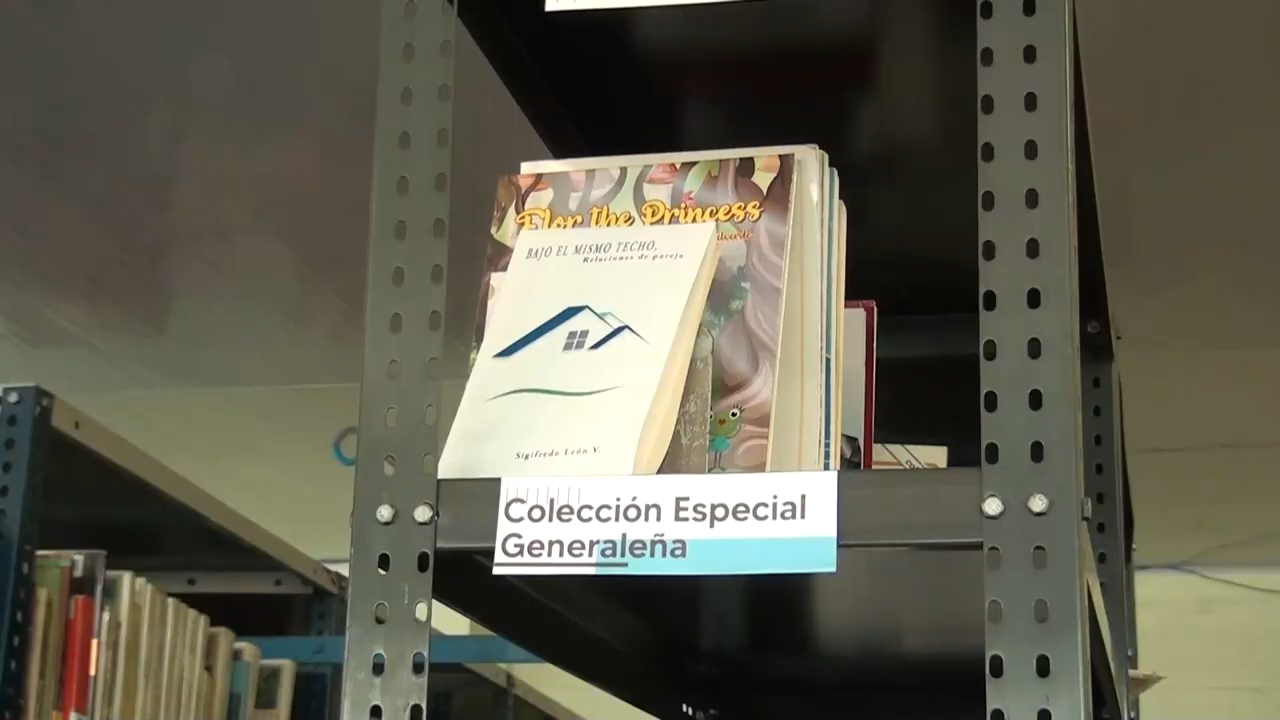 Flor the Princess
BAJO EL MISMO TECHO,
Relaciones de pareja
Sigifredo León V.
Colección Especial
Generaleña